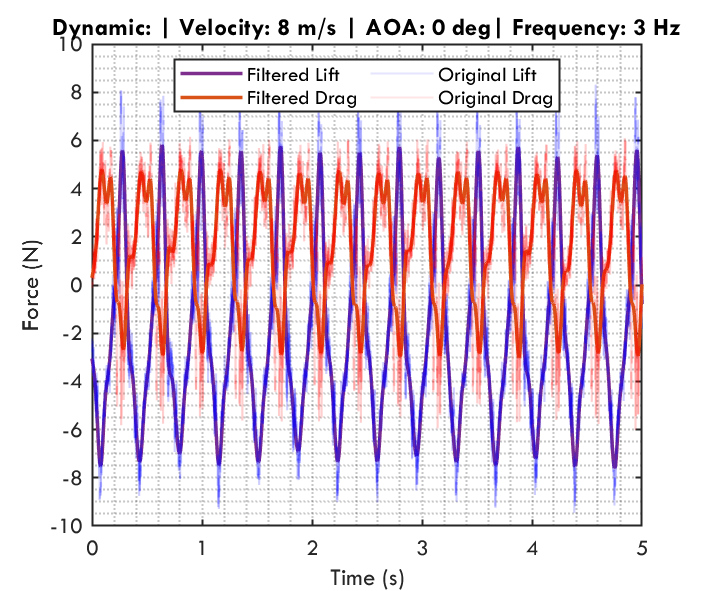 Dynamic: | Velocity: 8 m/s | AOA: 0 deg| Frequency: 3 Hz
Filtered Lift
Original Lift
Filtered Drag
Original Drag
Force (N)
10
8
6
4
2
0
-2
-4
-6
-8
-10
0 1 2 3 4 5
Time (s)